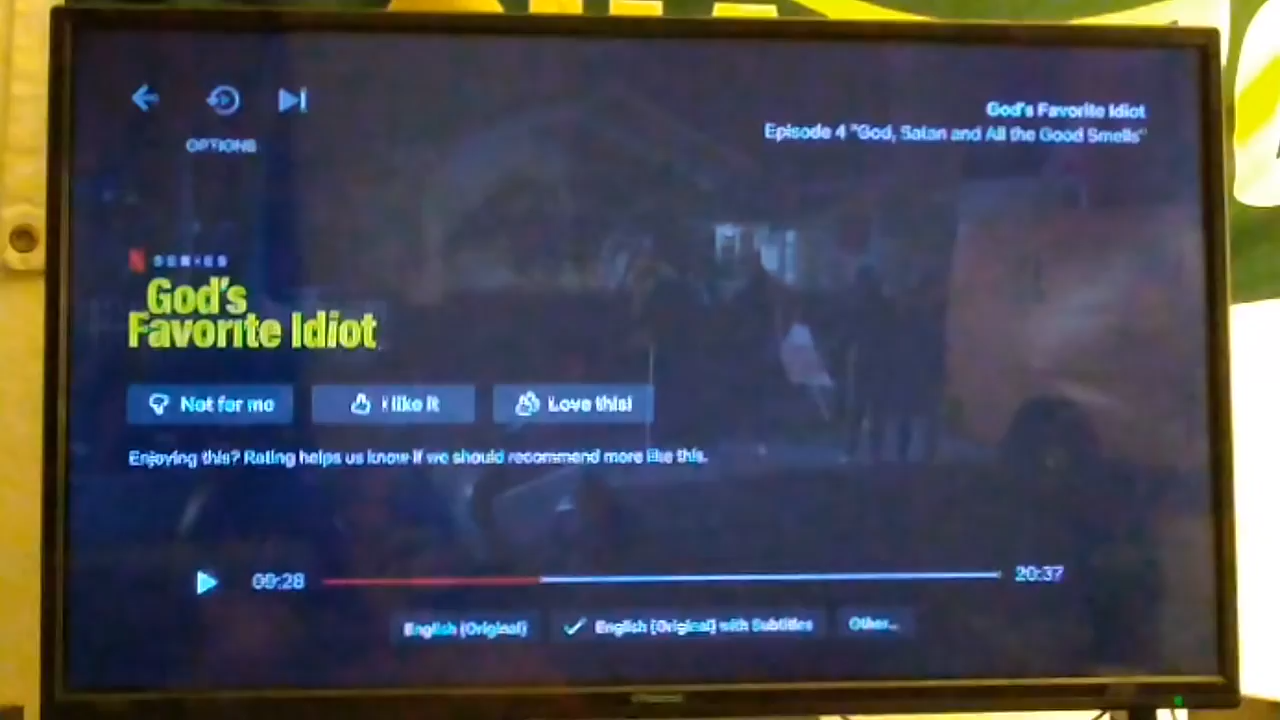 OPTIONS
God's Favorite Idiot
Episode 4 "God, Satan and All the Good Smells"
N SERIES
God's
Favorite Idiot
Not for me
I like it
Love this!
Enjoying this? Rating helps us know if we should recommend more like this.
09:28
20:37
English (Original)
English (Original) with Subtitles
Other...